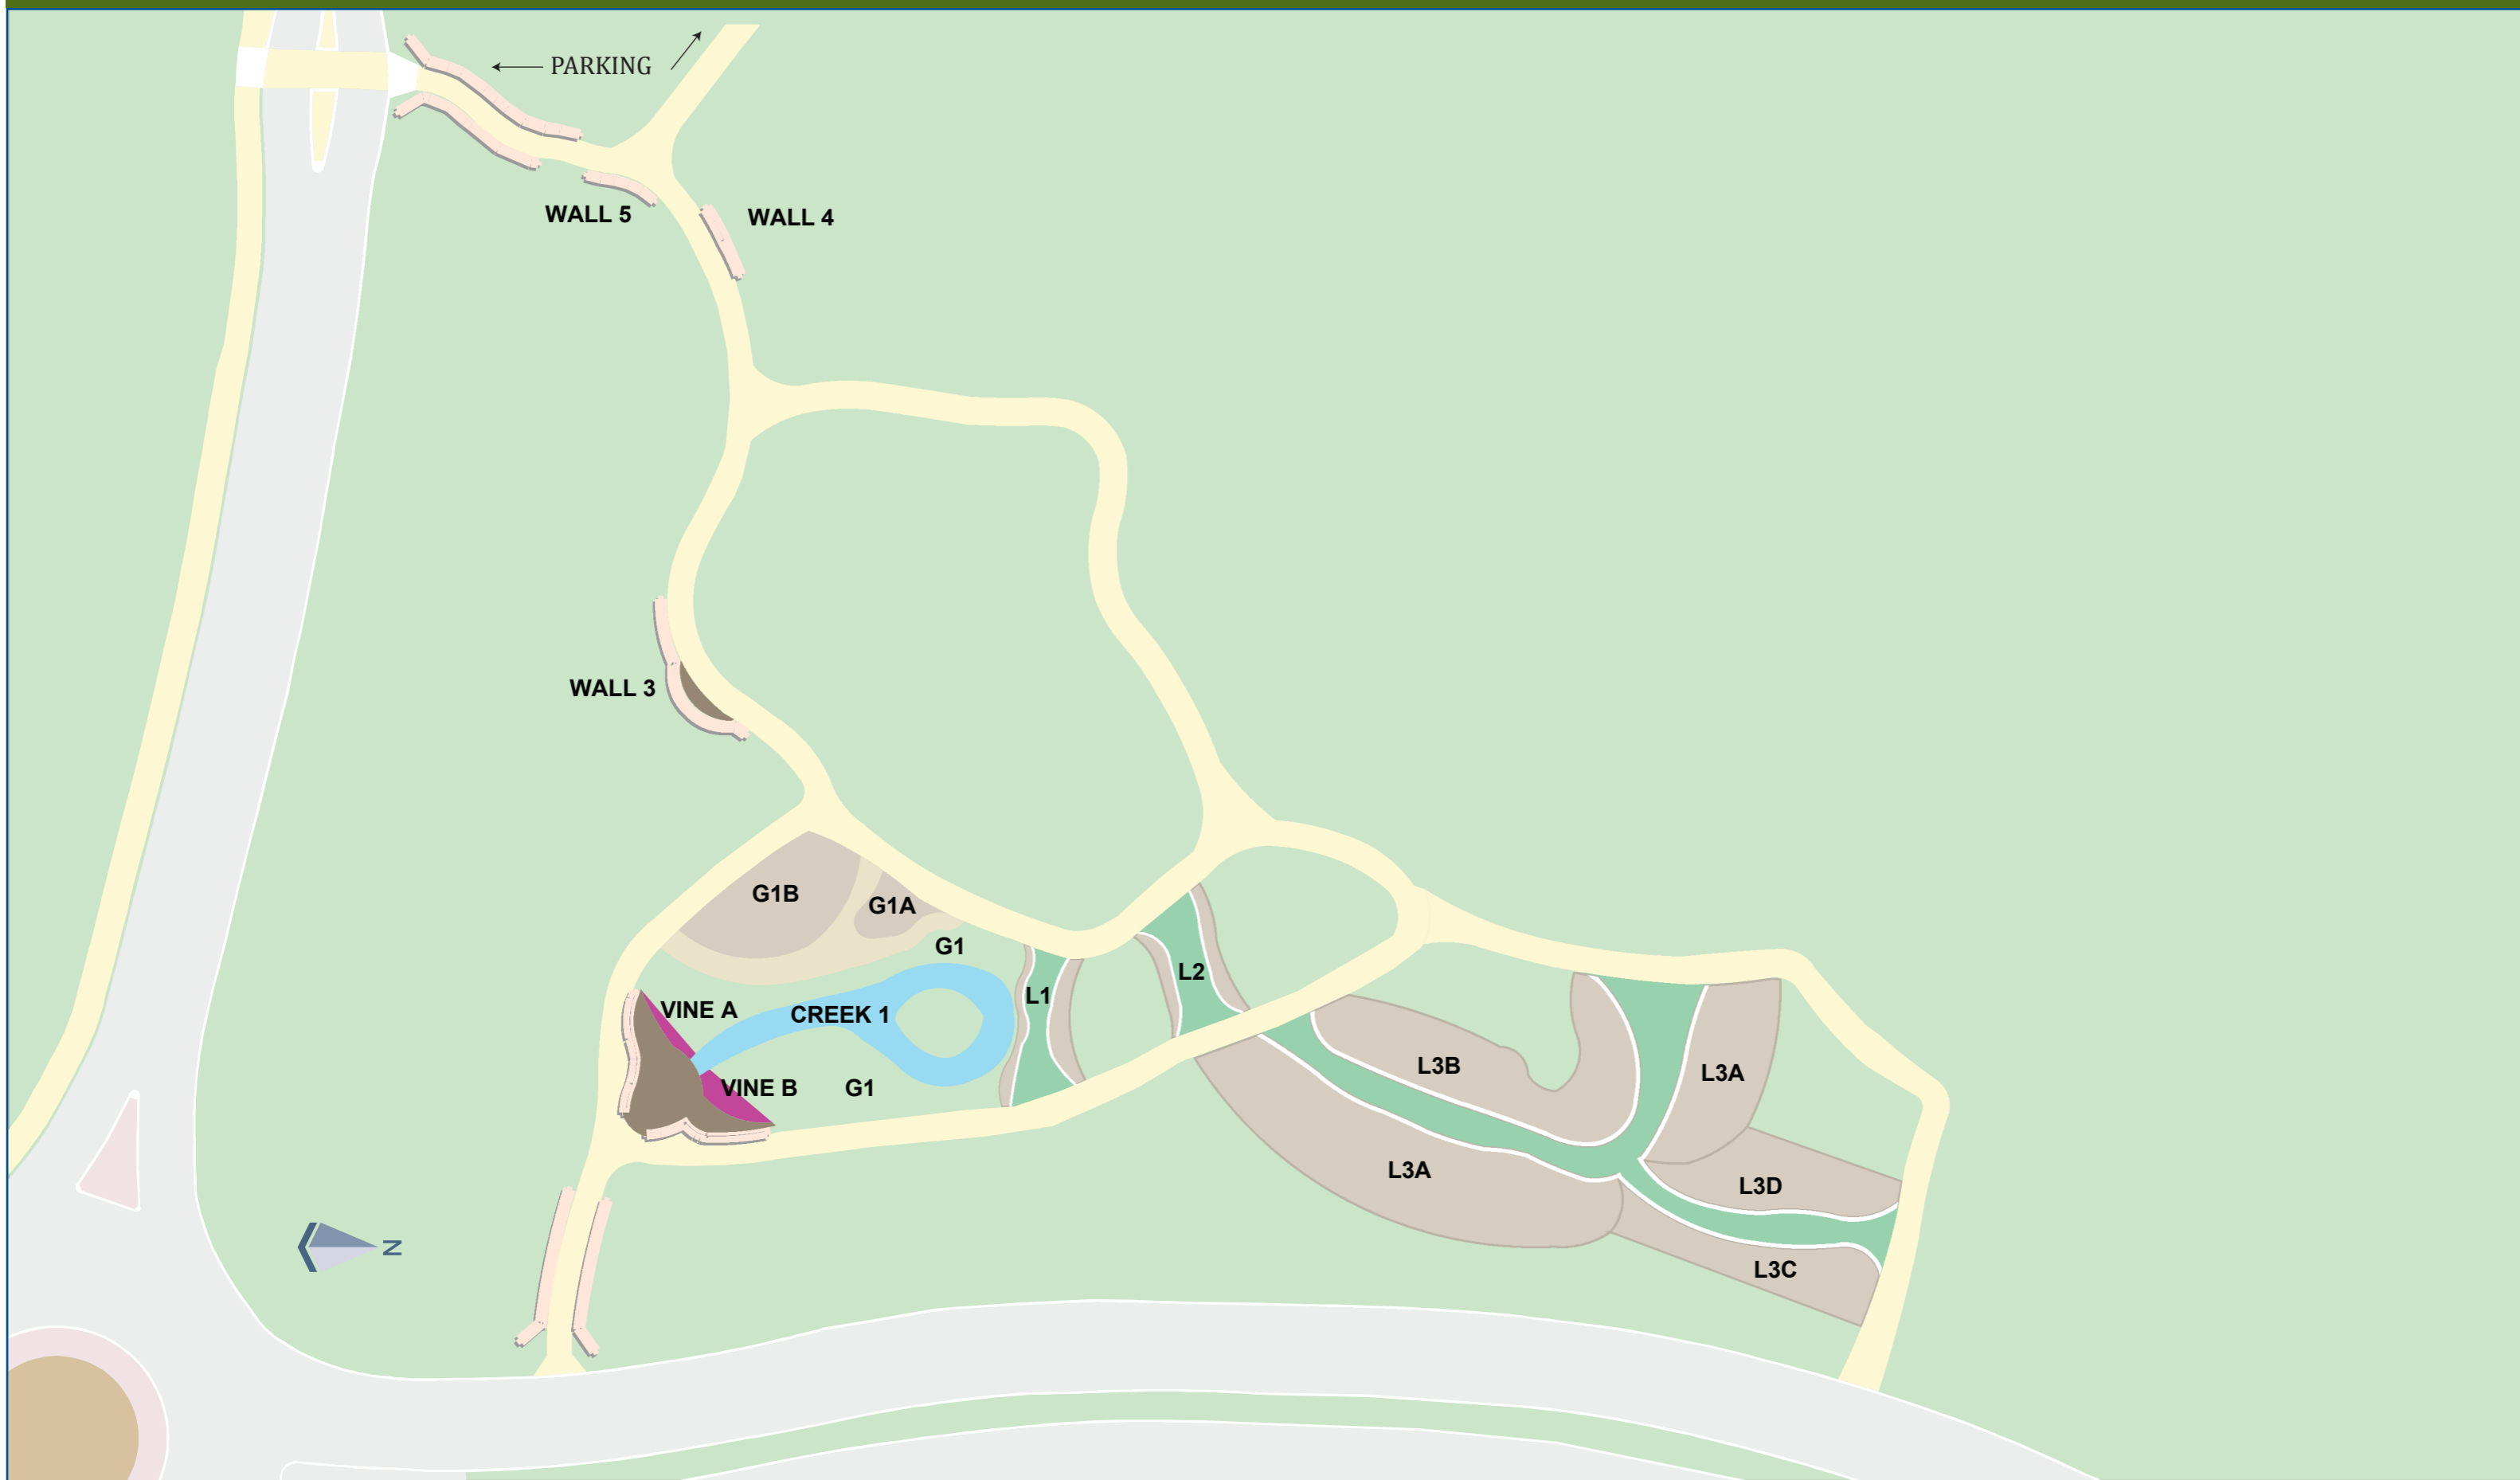 PARKING
WALL 5
WALL 4
WALL 3
G1B
G1A
G1
L2
L1
VINE A
CREEK 1
L3B
L3A
VINE B
G1
L3A
L3D
N
L3C